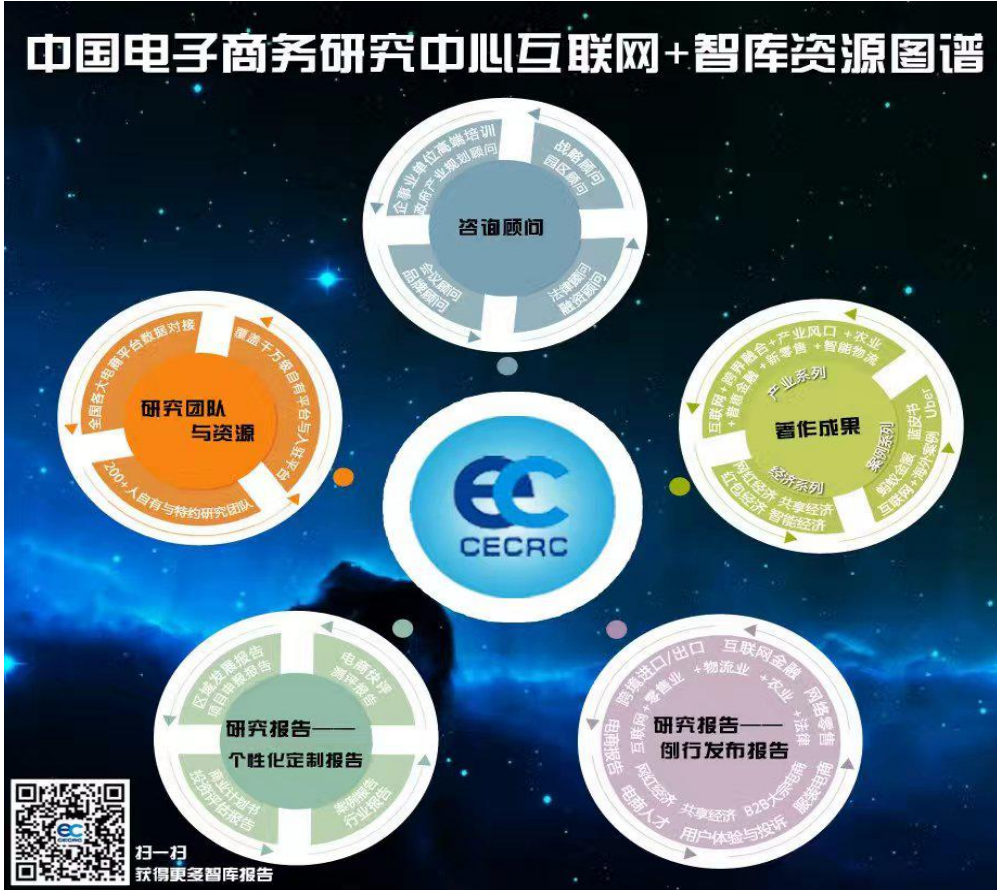 中国电子商务研究中心互联网+智库资源图谱
企事业单位高端培训
政府产业规划顾问
战略顾问
园区顾问
咨询顾问
会议顾问
品牌顾问
法律顾问
融资顾问
全国各大电商平台数据对接
覆盖千万级自有平台与入驻平台
研究团队
与资源
200+人自有与特约研究团队
互联网+跨界融合+产业风口 +农业
+普惠金融 +新零售 +智能物流
产业系列
著作成果
经济系列
案例系列
网红经济 共享经济
红包经济 智能经济
蚂蚁金服 蓝皮书 Uber
互联网+海外案例
EC
CECRC
区域发展报告
项目申报报告
电商快评
测评报告
研究报告——
个性化定制报告
商业计划书
投资评估报告
案例报告
行业报告
电商报告 跨境进口/出口 互联网金融 网络零售
互联网+零售业 +物流业 +农业 +法律
研究报告——
例行发布报告
网红经济 共享经济 B2B大宗电商
电商人才 用户体验与投诉 服装电商
EC
CECRC
扫一扫
获得更多智库报告